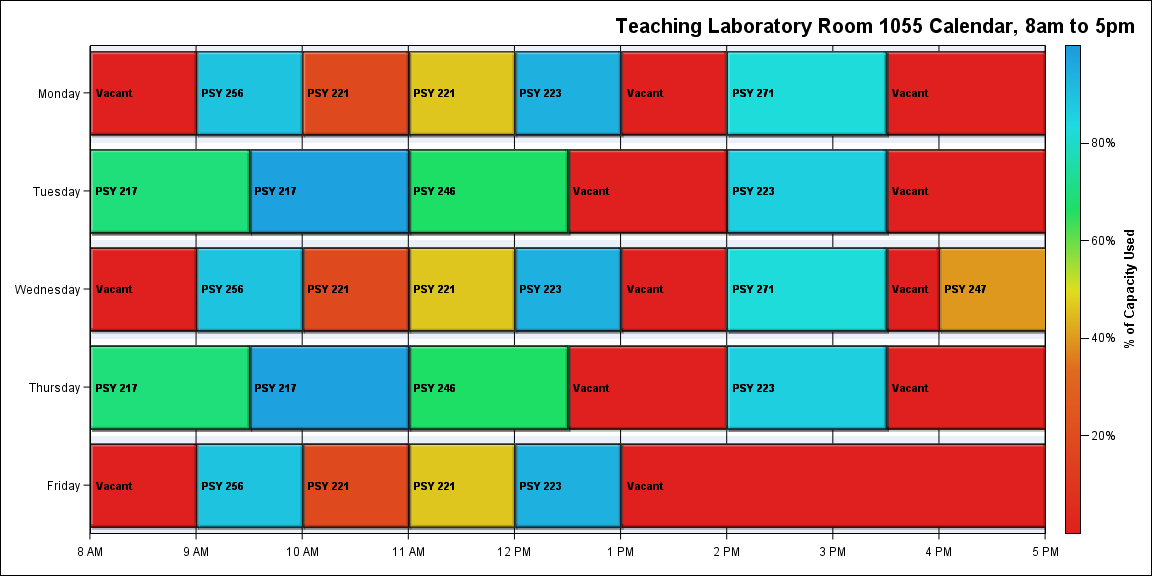 Teaching Laboratory Room 1055 Calendar, 8am to 5pm
Monday
Vacant
PSY 256
PSY 221
PSY 221
PSY 223
Vacant
PSY 271
Vacant
Tuesday
PSY 217
PSY 217
PSY 246
Vacant
PSY 223
Vacant
Wednesday
Vacant
PSY 256
PSY 221
PSY 221
PSY 223
Vacant
PSY 271
Vacant
PSY 247
Thursday
PSY 217
PSY 217
PSY 246
Vacant
PSY 223
Vacant
Friday
Vacant
PSY 256
PSY 221
PSY 221
PSY 223
Vacant
8 AM
9 AM
10 AM
11 AM
12 PM
1 PM
2 PM
3 PM
4 PM
5 PM
80%
60%
40%
20%
% of Capacity Used